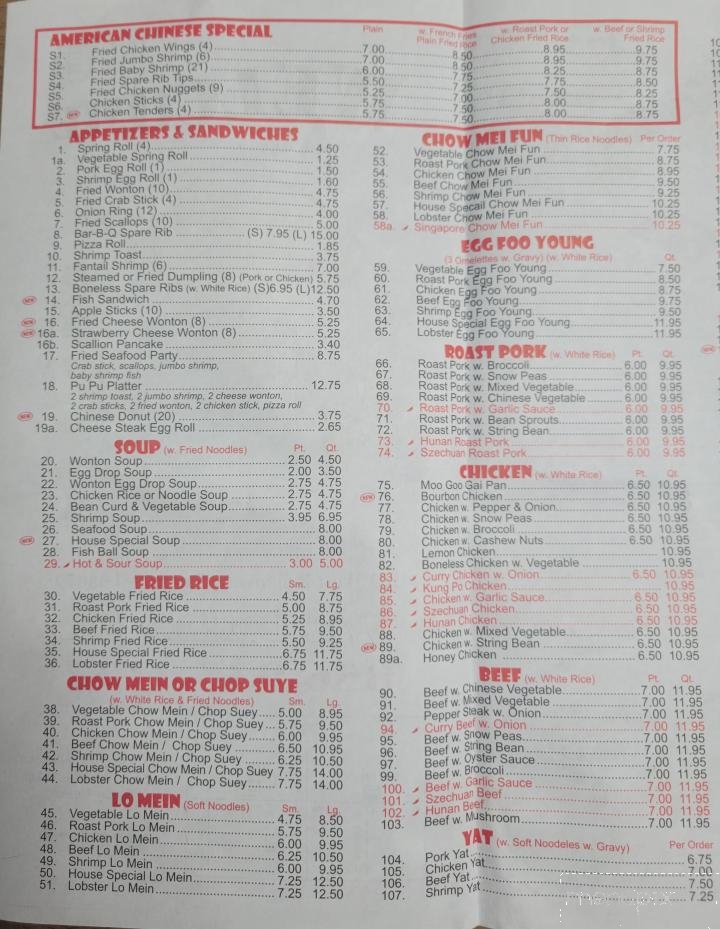 AMERICAN CHINESE SPECIAL Plain w. French Fries Plain Fried Rice w. Roast Pork or Chicken Fried Rice w. Beef or Shrimp Fried Rice
S1. Fried Chicken Wings (4) 7.00 8.50 8.95 9.75
S2. Fried Jumbo Shrimp (6) 7.00 8.50 8.95 9.75
S3. Fried Baby Shrimp (21) 6.00 7.75 8.25 8.75
S4. Fried Spare Rib Tips 5.50 7.25 7.75 8.50
S5. Fried Chicken Nuggets (9) 5.25 7.00 7.50 8.25
S6. Chicken Sticks (4) 5.75 7.50 8.00 8.75
S7. Chicken Tenders (4) 5.75 7.50 8.00 8.75
APPETIZERS & SANDWICHES
1. Spring Roll (4) 4.50
1a. Vegetable Spring Roll 1.25
2. Pork Egg Roll (1) 1.50
3. Shrimp Egg Roll (1) 1.60
4. Fried Wonton (10) 4.75
5. Fried Crab Stick (4) 4.75
6. Onion Ring (12) 4.00
7. Fried Scallops (10) 5.00
8. Bar-B-Q Spare Rib (S) 7.95 (L) 15.00
9. Pizza Roll 1.85
10. Shrimp Toast 3.75
11. Fantail Shrimp (6) 7.00
12. Steamed or Fried Dumpling (8) (Pork or Chicken) 5.75
13. Boneless Spare Ribs (w. White Rice) (S)6.95 (L)12.50
14. Fish Sandwich 4.70
15. Apple Sticks (10) 3.50
16. Fried Cheese Wonton (8) 5.25
16a. Strawberry Cheese Wonton (8) 5.25
16b. Scallion Pancake 3.40
17. Fried Seafood Party 8.75
Crab stick, scallops, jumbo shrimp,
baby shrimp fish
18. Pu Pu Platter 12.75
2 shrimp toast, 2 jumbo shrimp, 2 cheese wonton,
2 crab sticks, 2 fried wonton, 2 chicken stick, pizza roll
19. Chinese Donut (20) 3.75
19a. Cheese Steak Egg Roll 2.65
SOUP (w. Fried Noodles) Pt. Qt.
20. Wonton Soup 2.50 4.50
21. Egg Drop Soup 2.00 3.50
22. Wonton Egg Drop Soup 2.75 4.75
23. Chicken Rice or Noodle Soup 2.75 4.75
24. Bean Curd & Vegetable Soup 2.75 4.75
25. Shrimp Soup 3.95 6.95
26. Seafood Soup 8.00
27. House Special Soup 8.00
28. Fish Ball Soup 8.00
29. Hot & Sour Soup 3.00 5.00
FRIED RICE Sm. Lg.
30. Vegetable Fried Rice 4.50 7.75
31. Roast Pork Fried Rice 5.00 8.75
32. Chicken Fried Rice 5.25 8.95
33. Beef Fried Rice 5.75 9.50
34. Shrimp Fried Rice 5.50 9.25
35. House Special Fried Rice 6.75 11.75
36. Lobster Fried Rice 6.75 11.75
CHOW MEIN OR CHOP SUYE
(w. White Rice & Fried Noodles) Sm. Lg.
38. Vegetable Chow Mein / Chop Suey 5.00 8.95
39. Roast Pork Chow Mein / Chop Suey 5.75 9.50
40. Chicken Chow Mein / Chop Suey 6.00 9.95
41. Beef Chow Mein / Chop Suey 6.50 10.95
42. Shrimp Chow Mein / Chop Suey 6.25 10.50
43. House Special Chow Mein / Chop Suey 7.75 14.00
44. Lobster Chow Mein / Chop Suey 7.75 14.00
LO MEIN (Soft Noodles) Sm. Lg.
45. Vegetable Lo Mein 4.75 8.50
46. Roast Pork Lo Mein 5.75 9.50
47. Chicken Lo Mein 6.00 9.95
48. Beef Lo Mein 6.25 10.50
49. Shrimp Lo Mein 6.00 9.95
50. House Special Lo Mein 7.25 12.50
51. Lobster Lo Mein 7.25 12.50
CHOW MEI FUN (Thin Rice Noodles) Per Order
52. Vegetable Chow Mei Fun 7.75
53. Roast Pork Chow Mei Fun 8.75
54. Chicken Chow Mei Fun 8.95
55. Beef Chow Mei Fun 9.50
56. Shrimp Chow Mei Fun 9.25
57. House Specail Chow Mei Fun 10.25
58. Lobster Chow Mei Fun 10.25
58a. Singapore Chow Mei Fun 10.25
EGG FOO YOUNG
(3 Omelettes w. Gravy) (w. White Rice) Qt.
59. Vegetable Egg Foo Young 7.50
60. Roast Pork Egg Foo Young 8.50
61. Chicken Egg Foo Young 8.75
62. Beef Egg Foo Young 9.75
63. Shrimp Egg Foo Young 9.50
64. House Special Egg Foo Young 11.95
65. Lobster Egg Foo Young 11.95
ROAST PORK (w. White Rice) Pt. Qt.
66. Roast Pork w. Broccoli 6.00 9.95
67. Roast Pork w. Snow Peas 6.00 9.95
68. Roast Pork w. Mixed Vegetable 6.00 9.95
69. Roast Pork w. Chinese Vegetable 6.00 9.95
70. Roast Pork w. Garlic Sauce 6.00 9.95
71. Roast Pork w. Bean Sprouts 6.00 9.95
72. Roast Pork w. String Bean 6.00 9.95
73. Hunan Roast Pork 6.00 9.95
74. Szechuan Roast Pork 6.00 9.95
CHICKEN (w. White Rice) Pt. Qt.
75. Moo Goo Gai Pan 6.50 10.95
76. Bourbon Chicken 6.50 10.95
77. Chicken w. Pepper & Onion 6.50 10.95
78. Chicken w. Snow Peas 6.50 10.95
79. Chicken w. Broccoli 6.50 10.95
80. Chicken w. Cashew Nuts 6.50 10.95
81. Lemon Chicken 10.95
82. Boneless Chicken w. Vegetable 10.95
83. Curry Chicken w. Onion 6.50 10.95
84. Kung Po Chicken 10.95
85. Chicken w. Garlic Sauce 6.50 10.95
86. Szechuan Chicken 6.50 10.95
87. Hunan Chicken 6.50 10.95
88. Chicken w. Mixed Vegetable 6.50 10.95
89. Chicken w. String Bean 6.50 10.95
89a. Honey Chicken 6.50 10.95
BEEF (w. White Rice) Pt. Qt.
90. Beef w. Chinese Vegetable 7.00 11.95
91. Beef w. Mixed Vegetable 7.00 11.95
92. Pepper Steak w. Onion 7.00 11.95
94. Curry Beef w. Onion 7.00 11.95
95. Beef w. Snow Peas 7.00 11.95
96. Beef w. String Bean 7.00 11.95
97. Beef w. Oyster Sauce 7.00 11.95
99. Beef w. Broccoli 7.00 11.95
100. Beef w. Garlic Sauce 7.00 11.95
101. Szechuan Beef 7.00 11.95
102. Hunan Beef 7.00 11.95
103. Beef w. Mushroom 7.00 11.95
YAT (w. Soft Noodeles w. Gravy) Per Order
104. Pork Yat 6.75
105. Chicken Yat 7.00
106. Beef Yat 7.50
107. Shrimp Yat 7.25